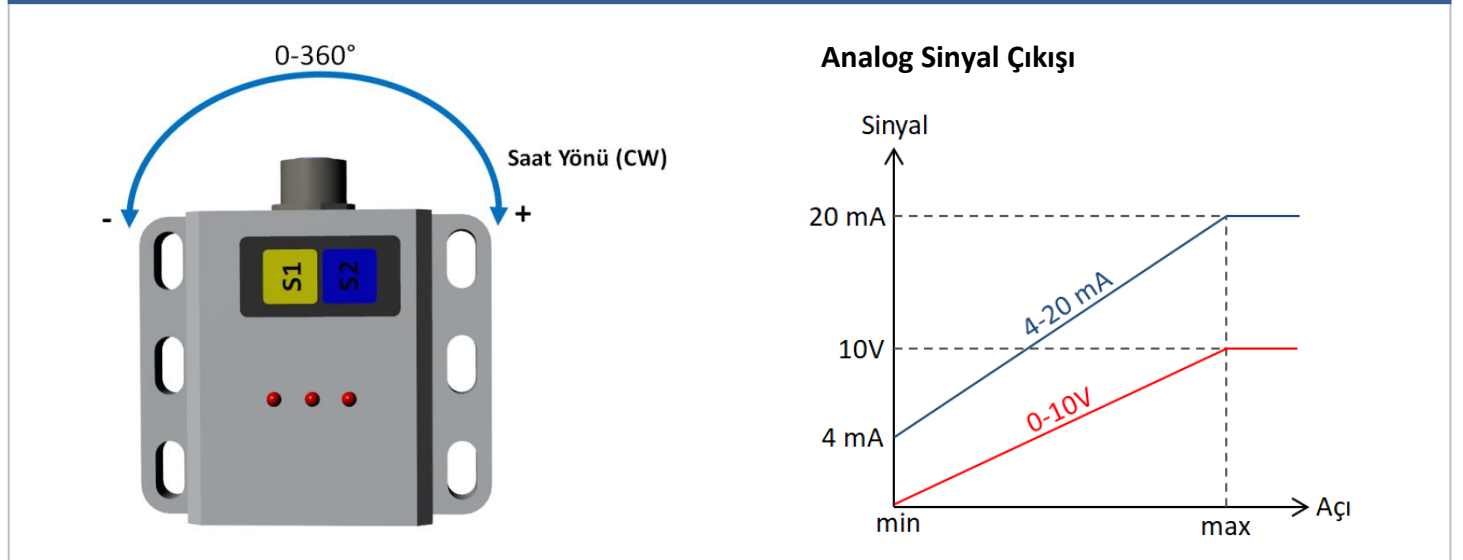 0-360°
Saat Yönü (CW)
-
+
S1
S2
Analog Sinyal Çıkışı
Sinyal
20 mA
4-20 mA
10V
0-10V
4 mA
min
max
Açı